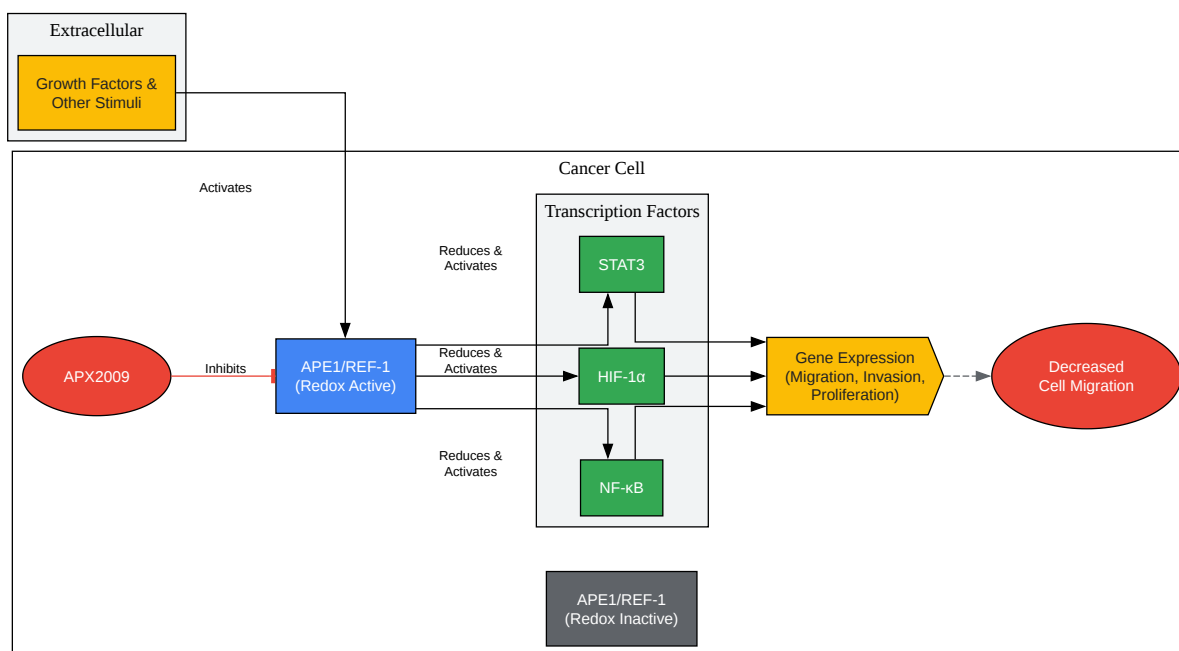 Extracellular
Growth Factors &
Other Stimuli
Cancer Cell
Activates
Transcription Factors
Reduces &
Activates
STAT3
APX2009
Inhibits
APE1/REF-1
(Redox Active)
Reduces &
Activates
HIF-1α
Gene Expression
(Migration, Invasion,
Proliferation)
Decreased
Cell Migration
Reduces &
Activates
NF-κB
APE1/REF-1
(Redox Inactive)